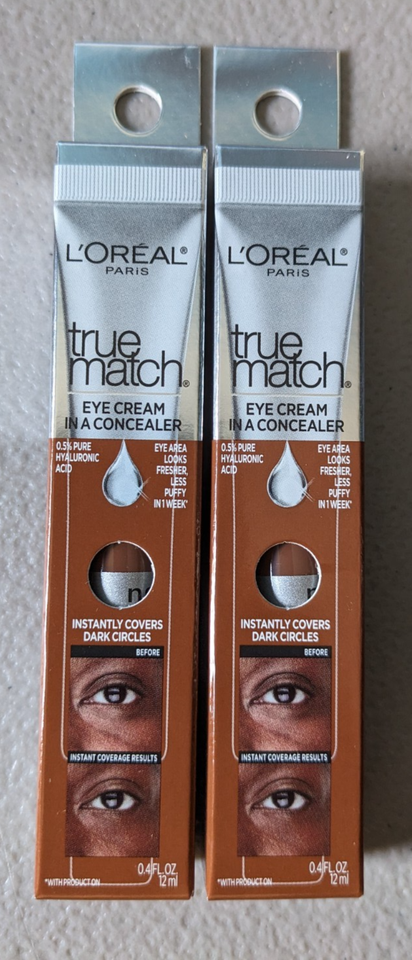 L'ORÉAL®
PARIS
true
match®
EYE CREAM
IN A CONCEALER
0.5% PURE
HYALURONIC
ACID
EYE AREA
LOOKS
FRESHER,
LESS
PUFFY
IN 1 WEEK*
n
INSTANTLY COVERS
DARK CIRCLES
BEFORE
INSTANT COVERAGE RESULTS
*WITH PRODUCT ON
0.4 FL.OZ
12 ml
L'ORÉAL®
PARIS
true
match®
EYE CREAM
IN A CONCEALER
0.5% PURE
HYALURONIC
ACID
EYE AREA
LOOKS
FRESHER,
LESS
PUFFY
IN 1 WEEK*
INSTANTLY COVERS
DARK CIRCLES
BEFORE
INSTANT COVERAGE RESULTS
*WITH PRODUCT ON
0.4 FL.OZ
12 ml